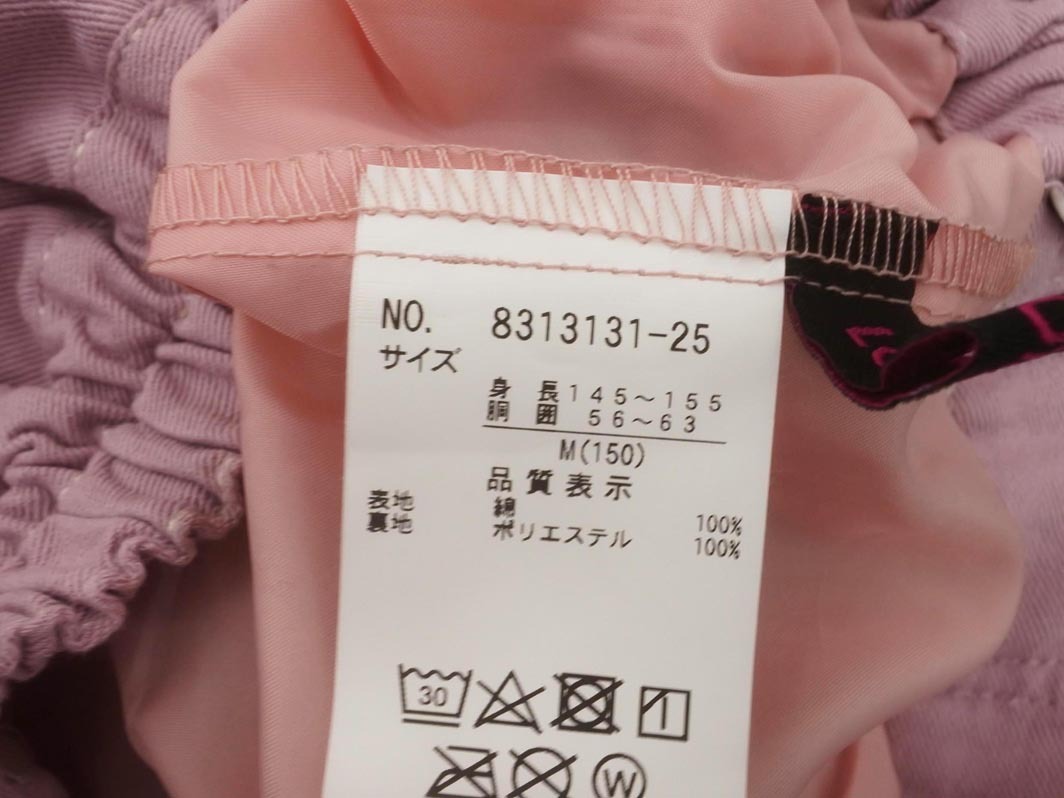 NO. 8313131-25
サイズ
身長 145～155
胴囲 56～63
M(150)
品質表示
表地 綿 100%
裏地 ポリエステル 100%
30
W